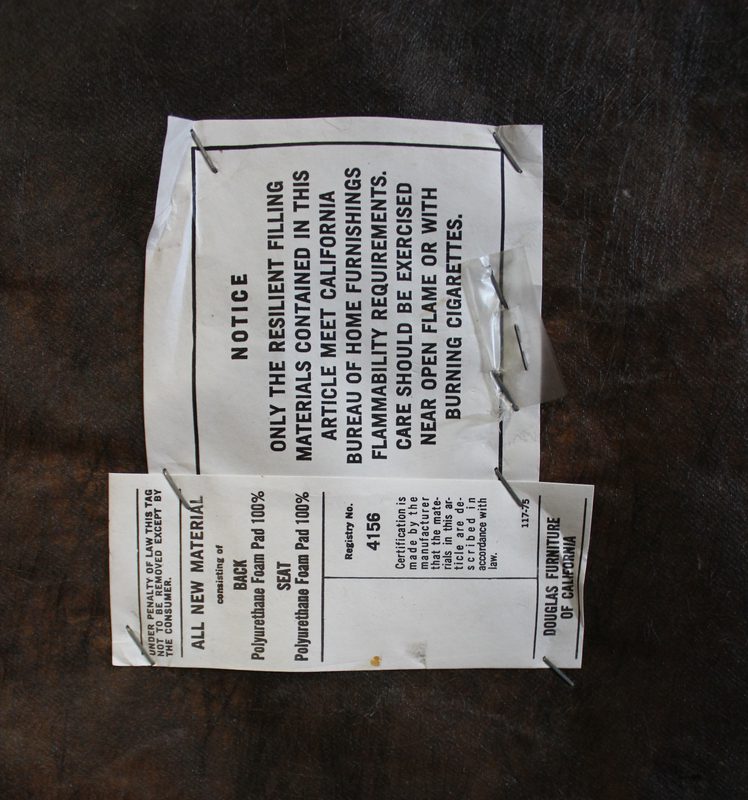 NOTICE
ONLY THE RESILIENT FILLING
MATERIALS CONTAINED IN THIS
ARTICLE MEET CALIFORNIA
BUREAU OF HOME FURNISHINGS
FLAMMABILITY REQUIREMENTS.
CARE SHOULD BE EXERCISED
NEAR OPEN FLAME OR WITH
BURNING CIGARETTES.
UNDER PENALTY OF LAW THIS TAG
NOT TO BE REMOVED EXCEPT BY
THE CONSUMER.
ALL NEW MATERIAL
consisting of
BACK
Polyurethane Foam Pad 100%
SEAT
Polyurethane Foam Pad 100%
Registry No.
4156
Certification is
made by the
manufacturer
that the mate-
rials in this ar-
ticle are de-
scribed in
accordance with
law.
117-75
DOUGLAS FURNITURE
OF CALIFORNIA